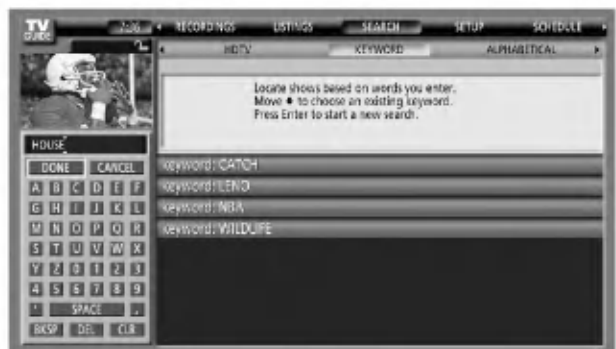 TV GUIDE
7:36 RECORDINGS LISTINGS SEARCH SETUP SCHEDULE
HDTV KEYWORD ALPHABETICAL
Locate shows based on words you enter.
Move to choose an existing keyword.
Press Enter to start a new search.
HOUSE
DONE CANCEL
A B C D E F
G H I J K L
M N O P Q R
S T U V W X
Y Z 0 1 2 3
4 5 6 7 8 9
' SPACE .
BKSP DEL CLR
keyword: CATCH
keyword: LENO
keyword: NBA
keyword: WILDLIFE